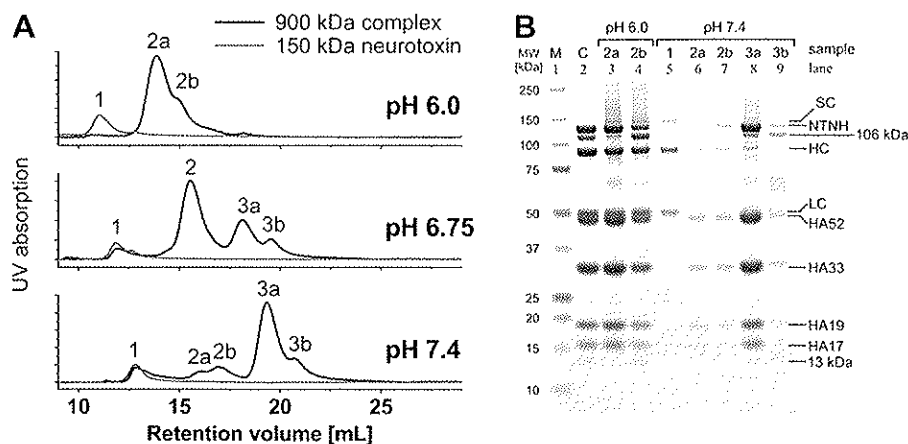 A
900 kDa complex
150 kDa neurotoxin
2a
2b
1
pH 6.0
2
3a
3b
1
pH 6.75
3a
1
2a 2b
3b
pH 7.4
UV absorption
10 15 20 25
Retention volume [mL]
B
pH 6.0 pH 7.4
MW M C 2a 2b 1 2a 2b 3a 3b sample
[kDa] 1 2 3 4 5 6 7 8 9 lane
250
150
100
75
50
37
25
20
15
10
SC
NTNH
106 kDa
HC
LC
HA52
HA33
HA19
HA17
13 kDa